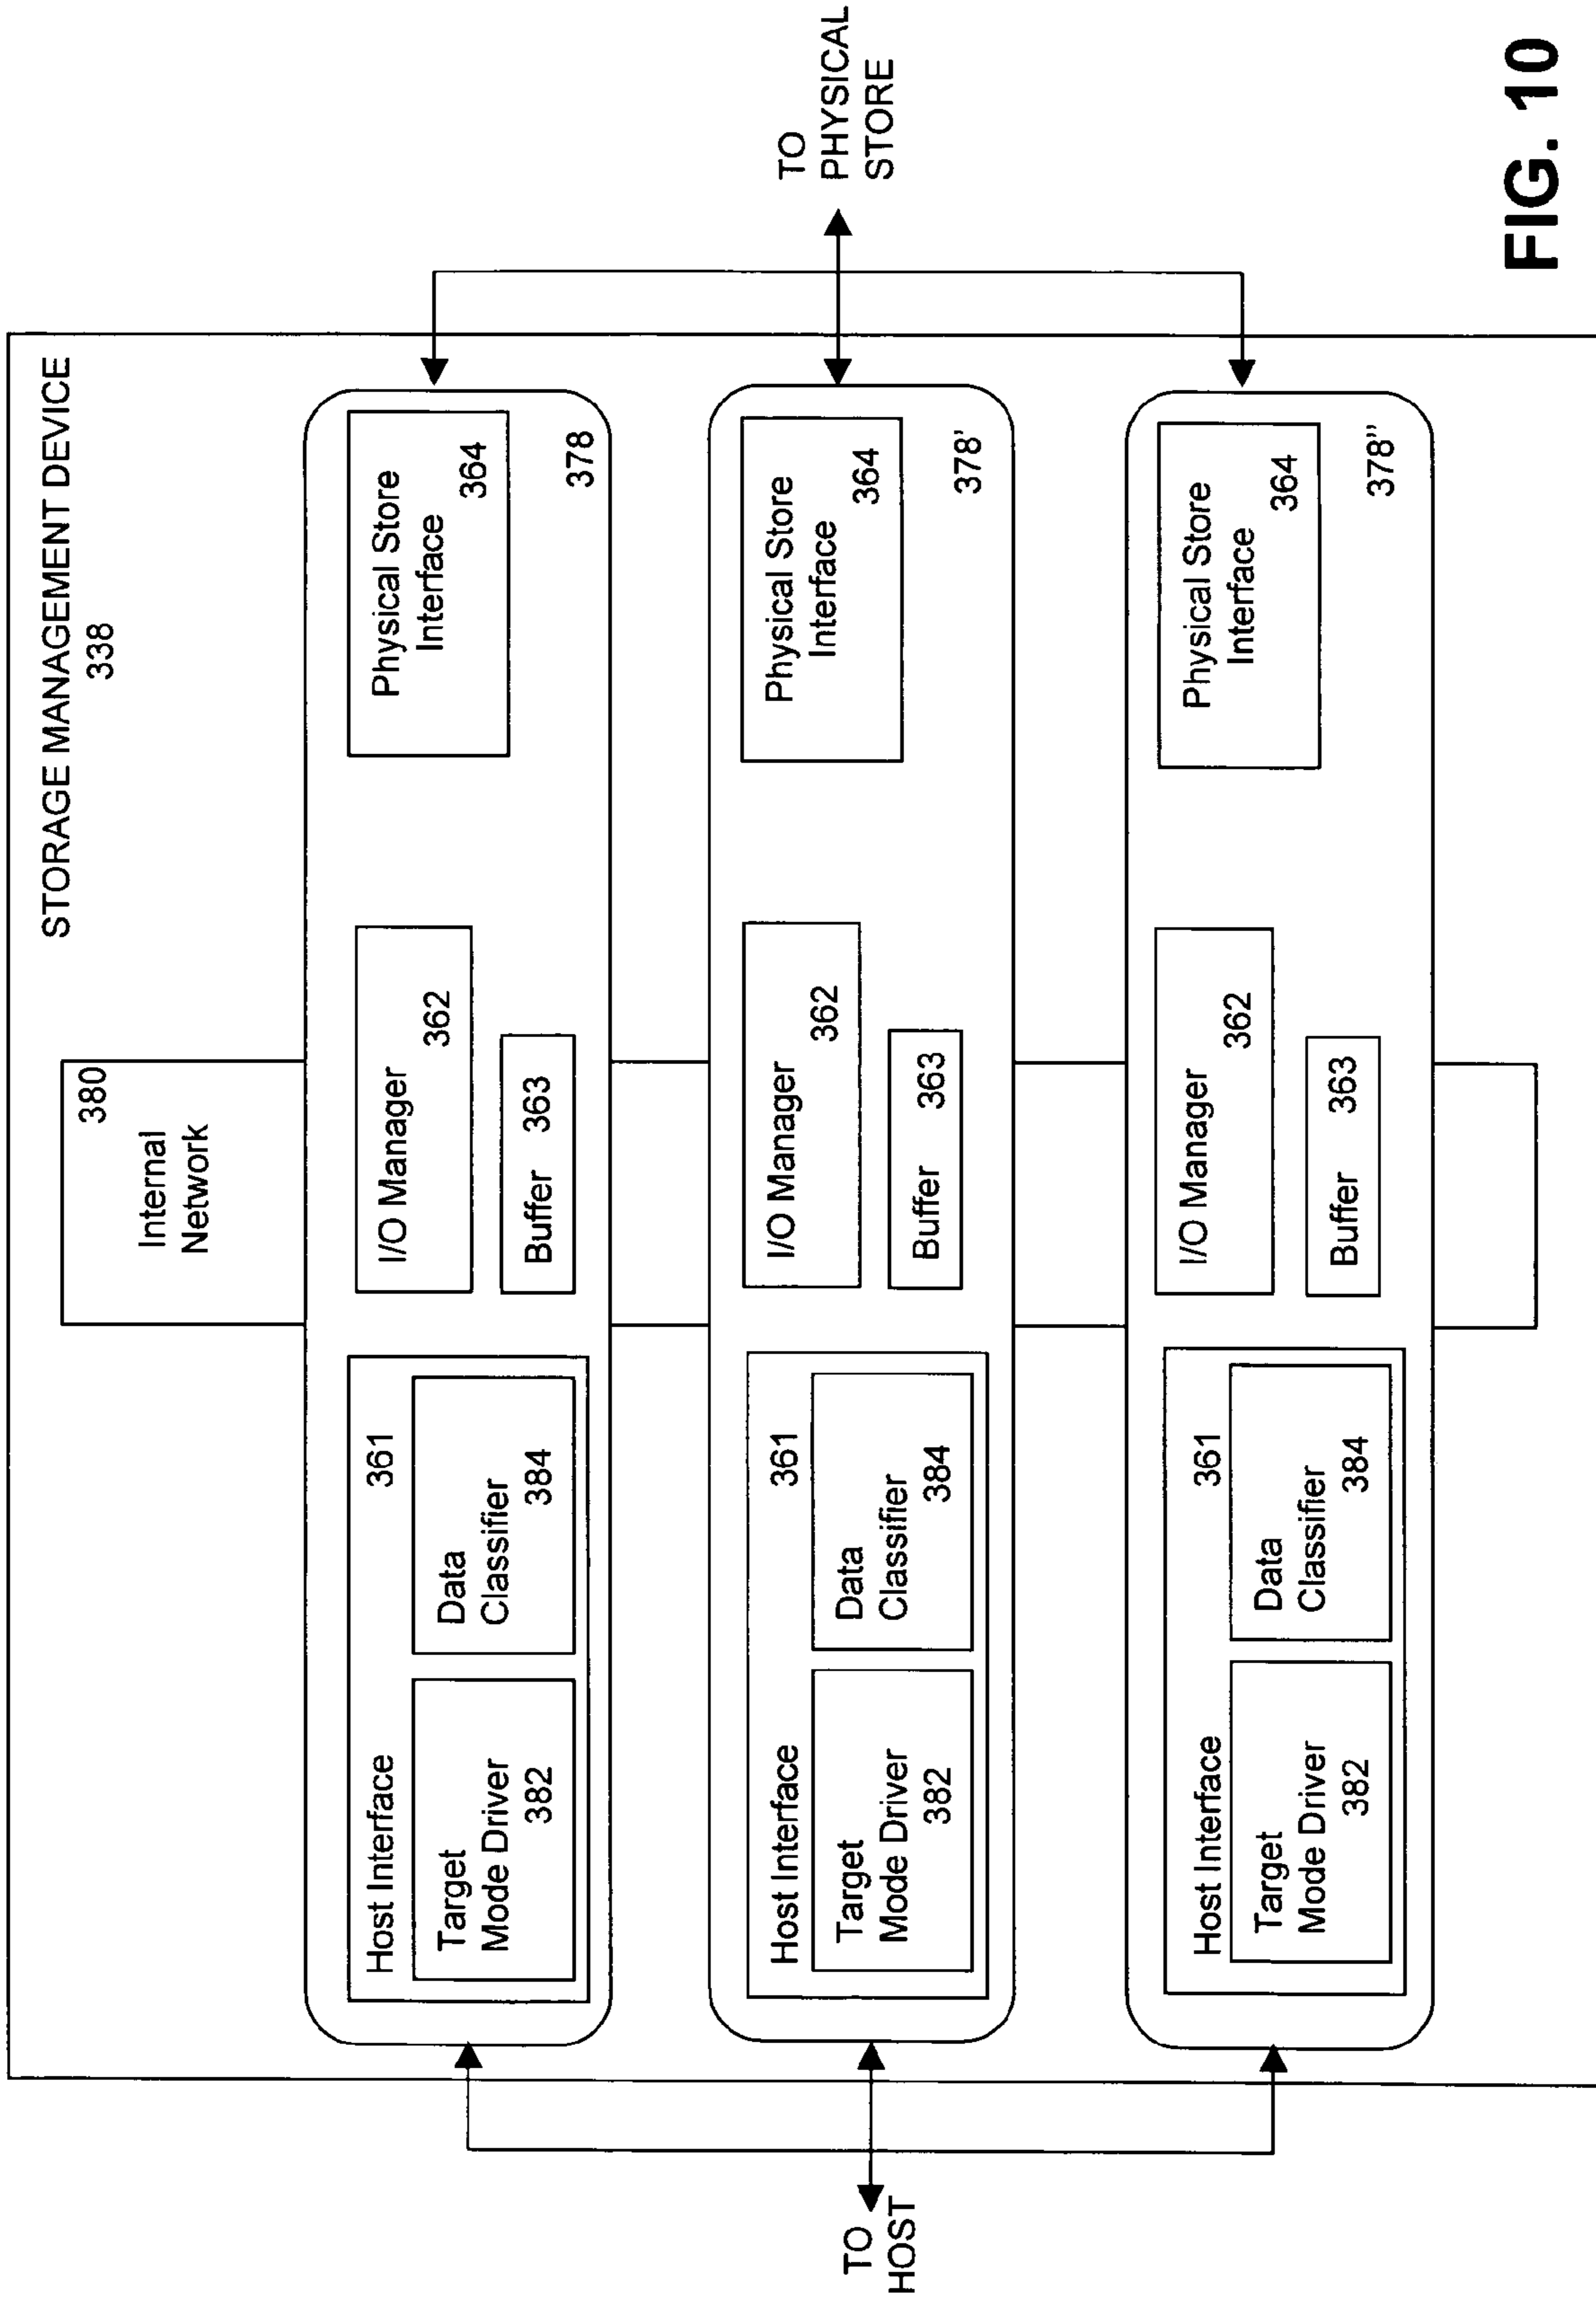 STORAGE MANAGEMENT DEVICE
338
380
Internal
Network
Host Interface 361
Target
Mode Driver
382
Data
Classifier
384
I/O Manager
362
Buffer 363
Physical Store
Interface
364
378
Host Interface 361
Target
Mode Driver
382
Data
Classifier
384
I/O Manager
362
Buffer 363
Physical Store
Interface
364
378'
Host Interface 361
Target
Mode Driver
382
Data
Classifier
384
I/O Manager
362
Buffer 363
Physical Store
Interface
364
378"
TO
HOST
TO
PHYSICAL
STORE
FIG. 10